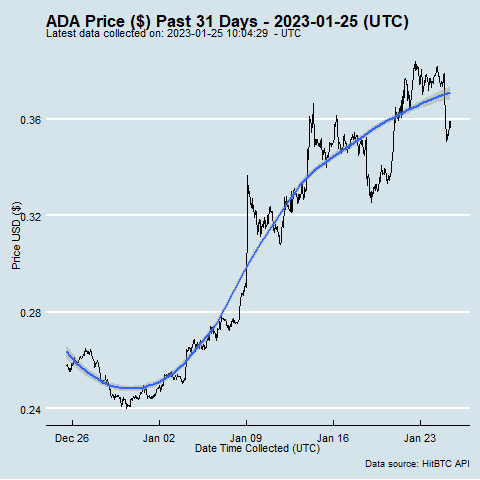 ADA Price ($) Past 31 Days - 2023-01-25 (UTC)
Latest data collected on: 2023-01-25 10:04:29 - UTC
0.36
0.32
0.28
0.24
Price USD ($)
Dec 26
Jan 02
Jan 09
Jan 16
Jan 23
Date Time Collected (UTC)
Data source: HitBTC API